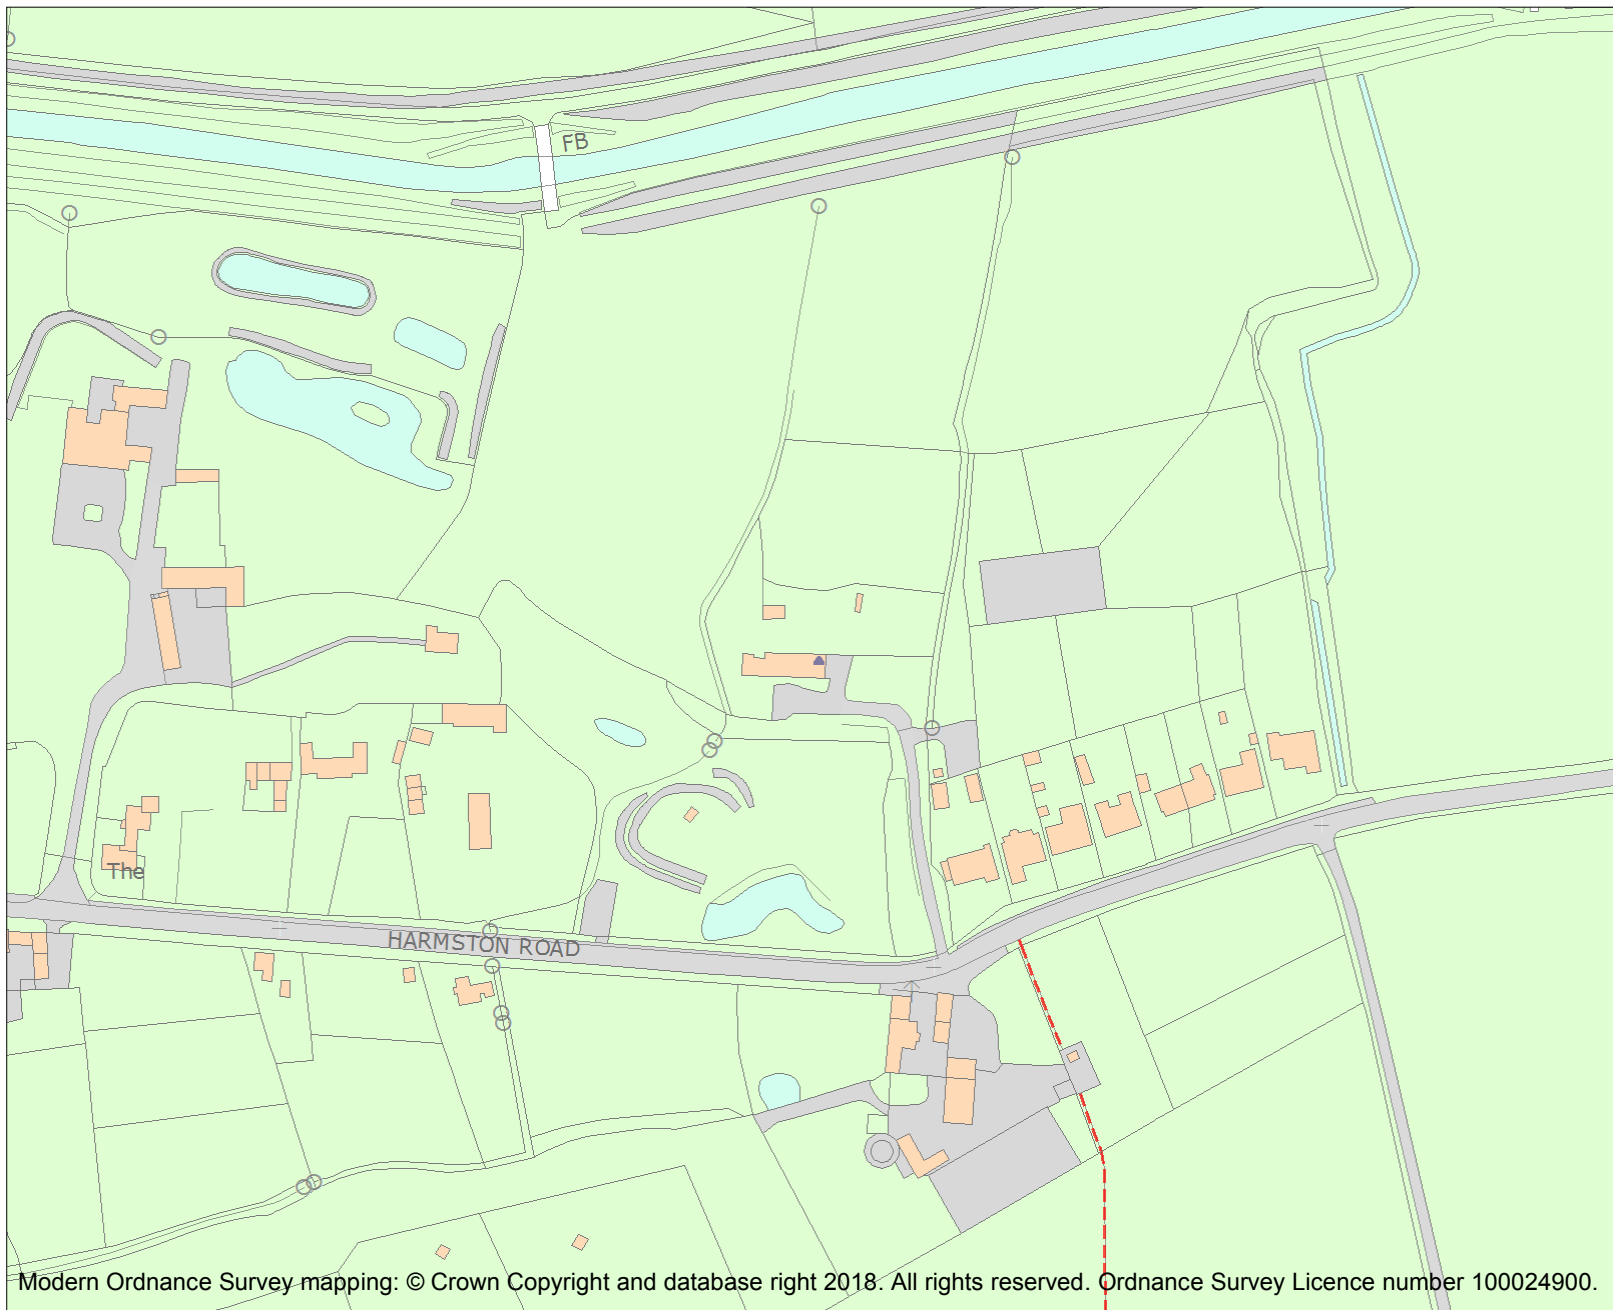 FB
The
HARMSTON ROAD
Modern Ordnance Survey mapping: © Crown Copyright and database right 2018. All rights reserved. Ordnance Survey Licence number 100024900.